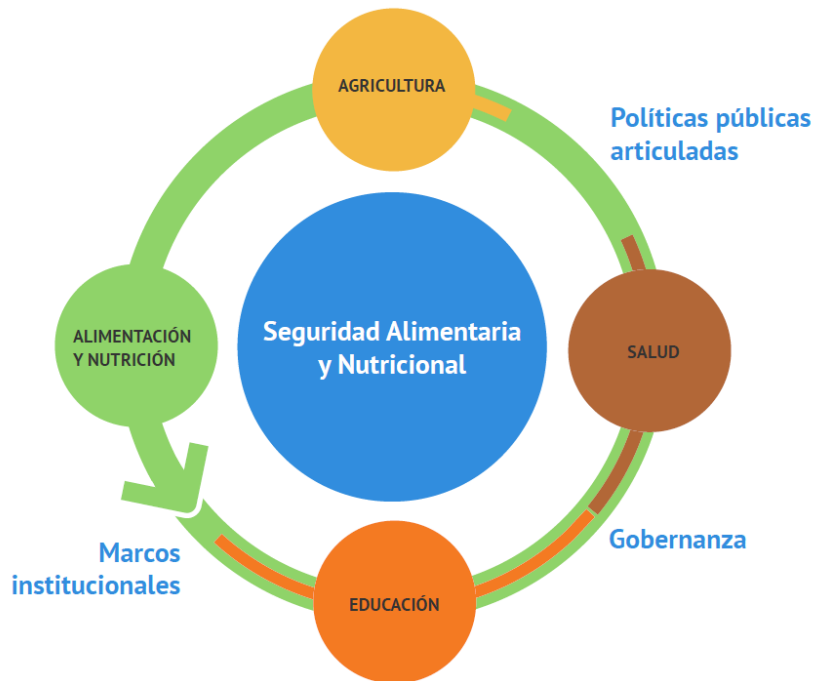 AGRICULTURA
Políticas públicas
articuladas
ALIMENTACIÓN
Y NUTRICIÓN
Seguridad Alimentaria
y Nutricional
SALUD
Gobernanza
Marcos
institucionales
EDUCACIÓN